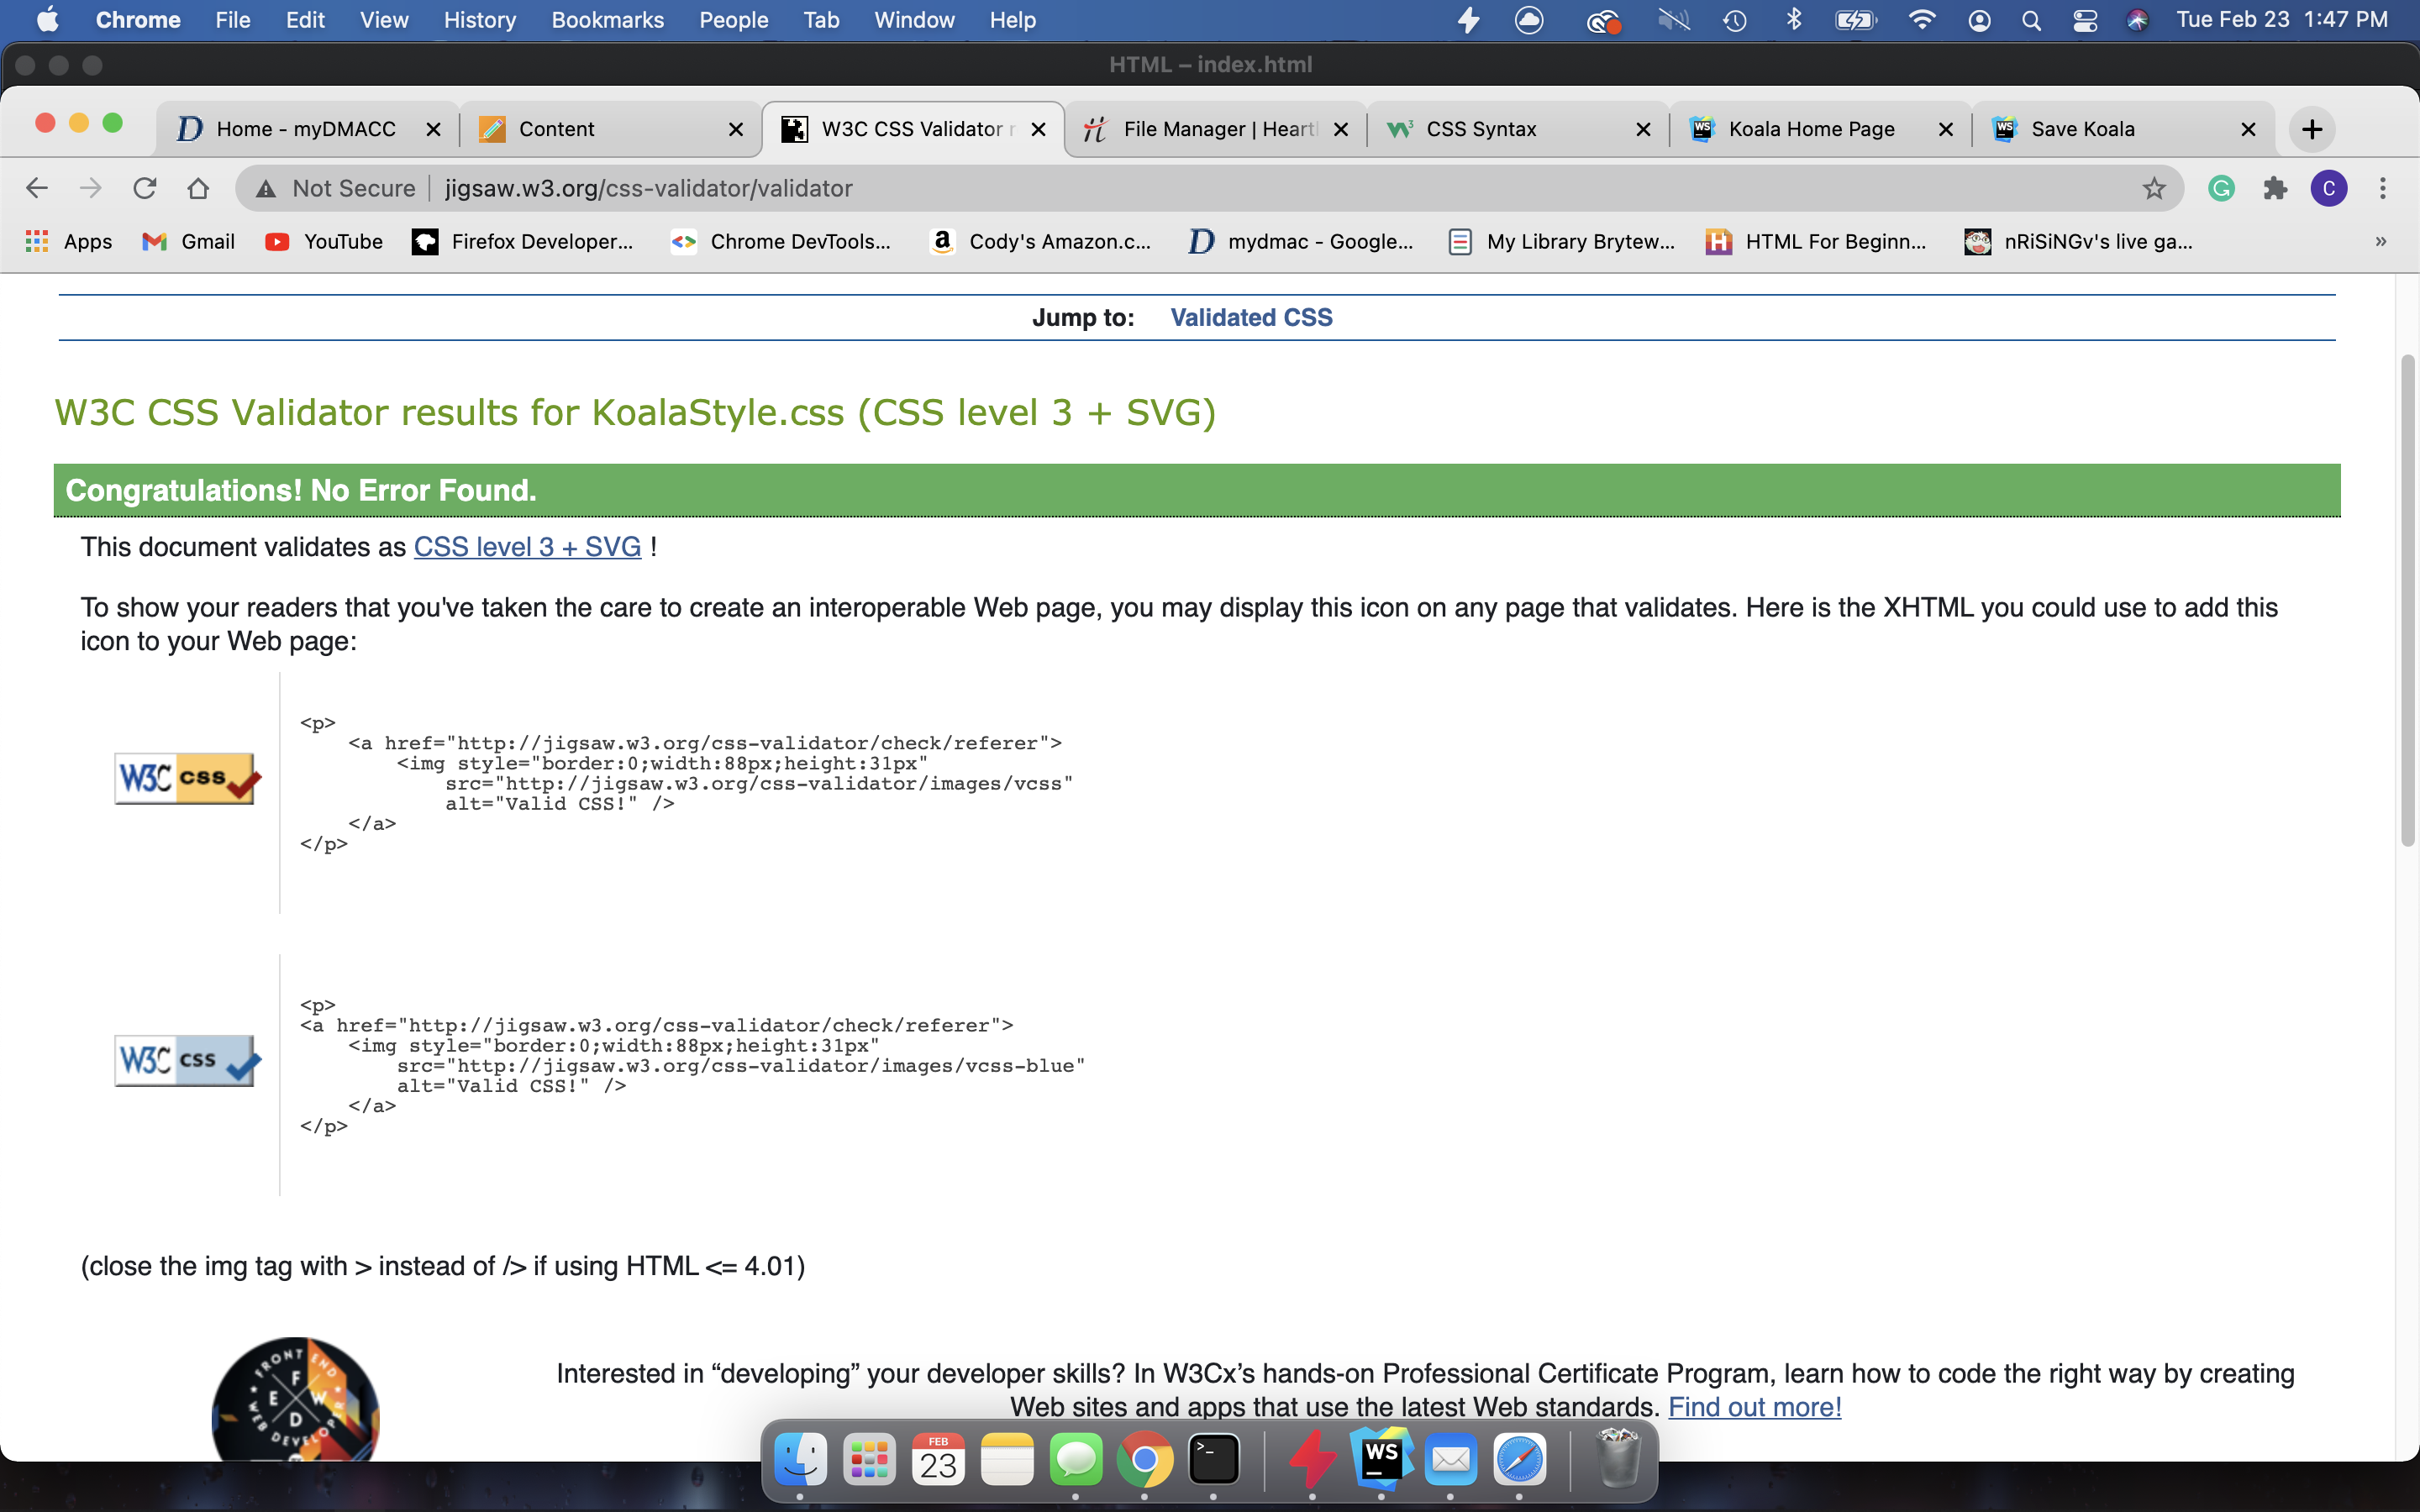 Chrome File Edit View History Bookmarks People Tab Window Help Tue Feb 23 1:47 PM
HTML – index.html
Home - myDMACC Content W3C CSS Validator r File Manager | Heart CSS Syntax Koala Home Page Save Koala
Not Secure jigsaw.w3.org/css-validator/validator C
Apps Gmail YouTube Firefox Developer... Chrome DevTools... Cody's Amazon.c... mydmac - Google... My Library Brytew... HTML For Beginn... nRiSiNGv's live ga... »
Jump to: Validated CSS
W3C CSS Validator results for KoalaStyle.css (CSS level 3 + SVG)
Congratulations! No Error Found.
This document validates as CSS level 3 + SVG !
To show your readers that you've taken the care to create an interoperable Web page, you may display this icon on any page that validates. Here is the XHTML you could use to add this
icon to your Web page:
<p>
<a href="http://jigsaw.w3.org/css-validator/check/referer">
<img style="border:0;width:88px;height:31px"
W3C css
src="http://jigsaw.w3.org/css-validator/images/vcss"
alt="Valid CSS!" />
</a>
</p>
<p>
<a href="http://jigsaw.w3.org/css-validator/check/referer">
<img style="border:0;width:88px;height:31px"
W3C css
src="http://jigsaw.w3.org/css-validator/images/vcss-blue"
alt="Valid CSS!" />
</a>
</p>
(close the img tag with > instead of /> if using HTML <= 4.01)
FRONT END
F E W D
WEB DEVELOPER
Interested in “developing” your developer skills? In W3Cx’s hands-on Professional Certificate Program, learn how to code the right way by creating
Web sites and apps that use the latest Web standards. Find out more!
FEB
23
WS